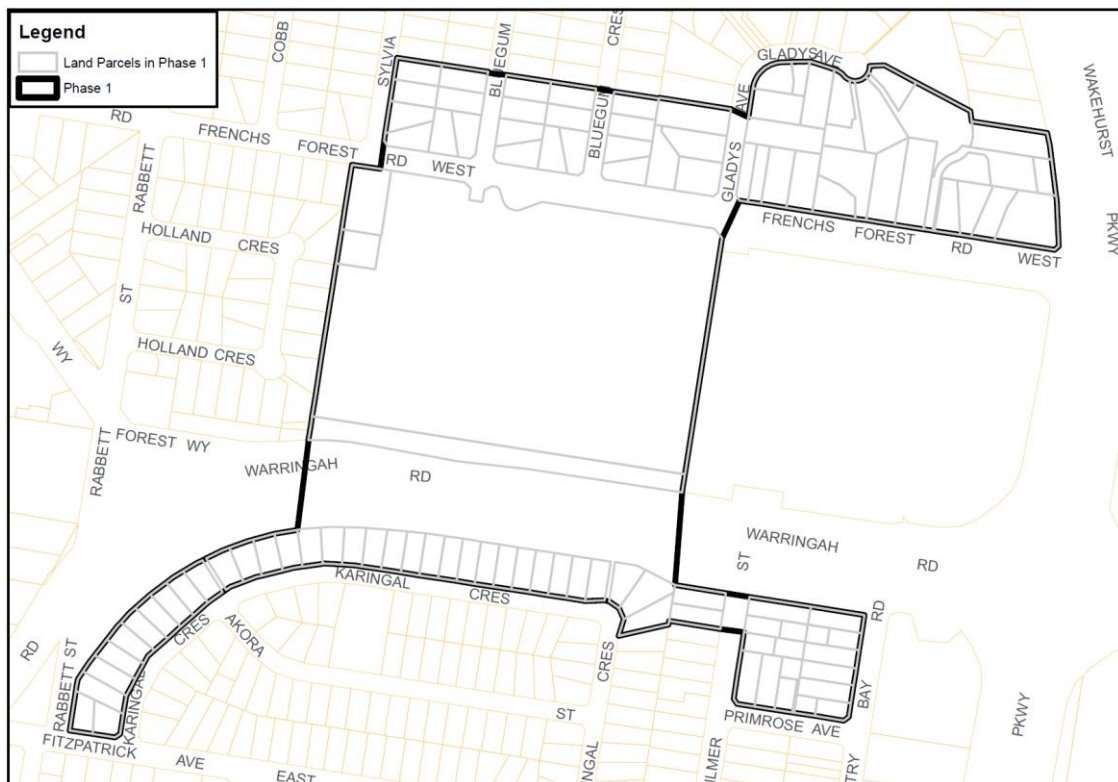 Legend
Land Parcels in Phase 1
Phase 1
COBB
SYLVIA
BLUEGUM
CRES
GLADYS AVE
AVE
WAKEHURST
RD
FRENCHS
FOREST
RD
WEST
BLUEGUM
GLADYS
RABBETT
HOLLAND CRES
FRENCHS
FOREST
RD
WEST
PKWY
ST
HOLLAND CRES
WY
FOREST WY
RABBETT
WARRINGAH
RD
WARRINGAH
RD
ST
KARINGAL
CRES
CRES
AKORA
RD
RD
RABBETT ST
KARINGAL
CRES
ST
PRIMROSE AVE
BAY
PKWY
FITZPATRICK
AVE
EAST
NGAL
ILMER
TRY